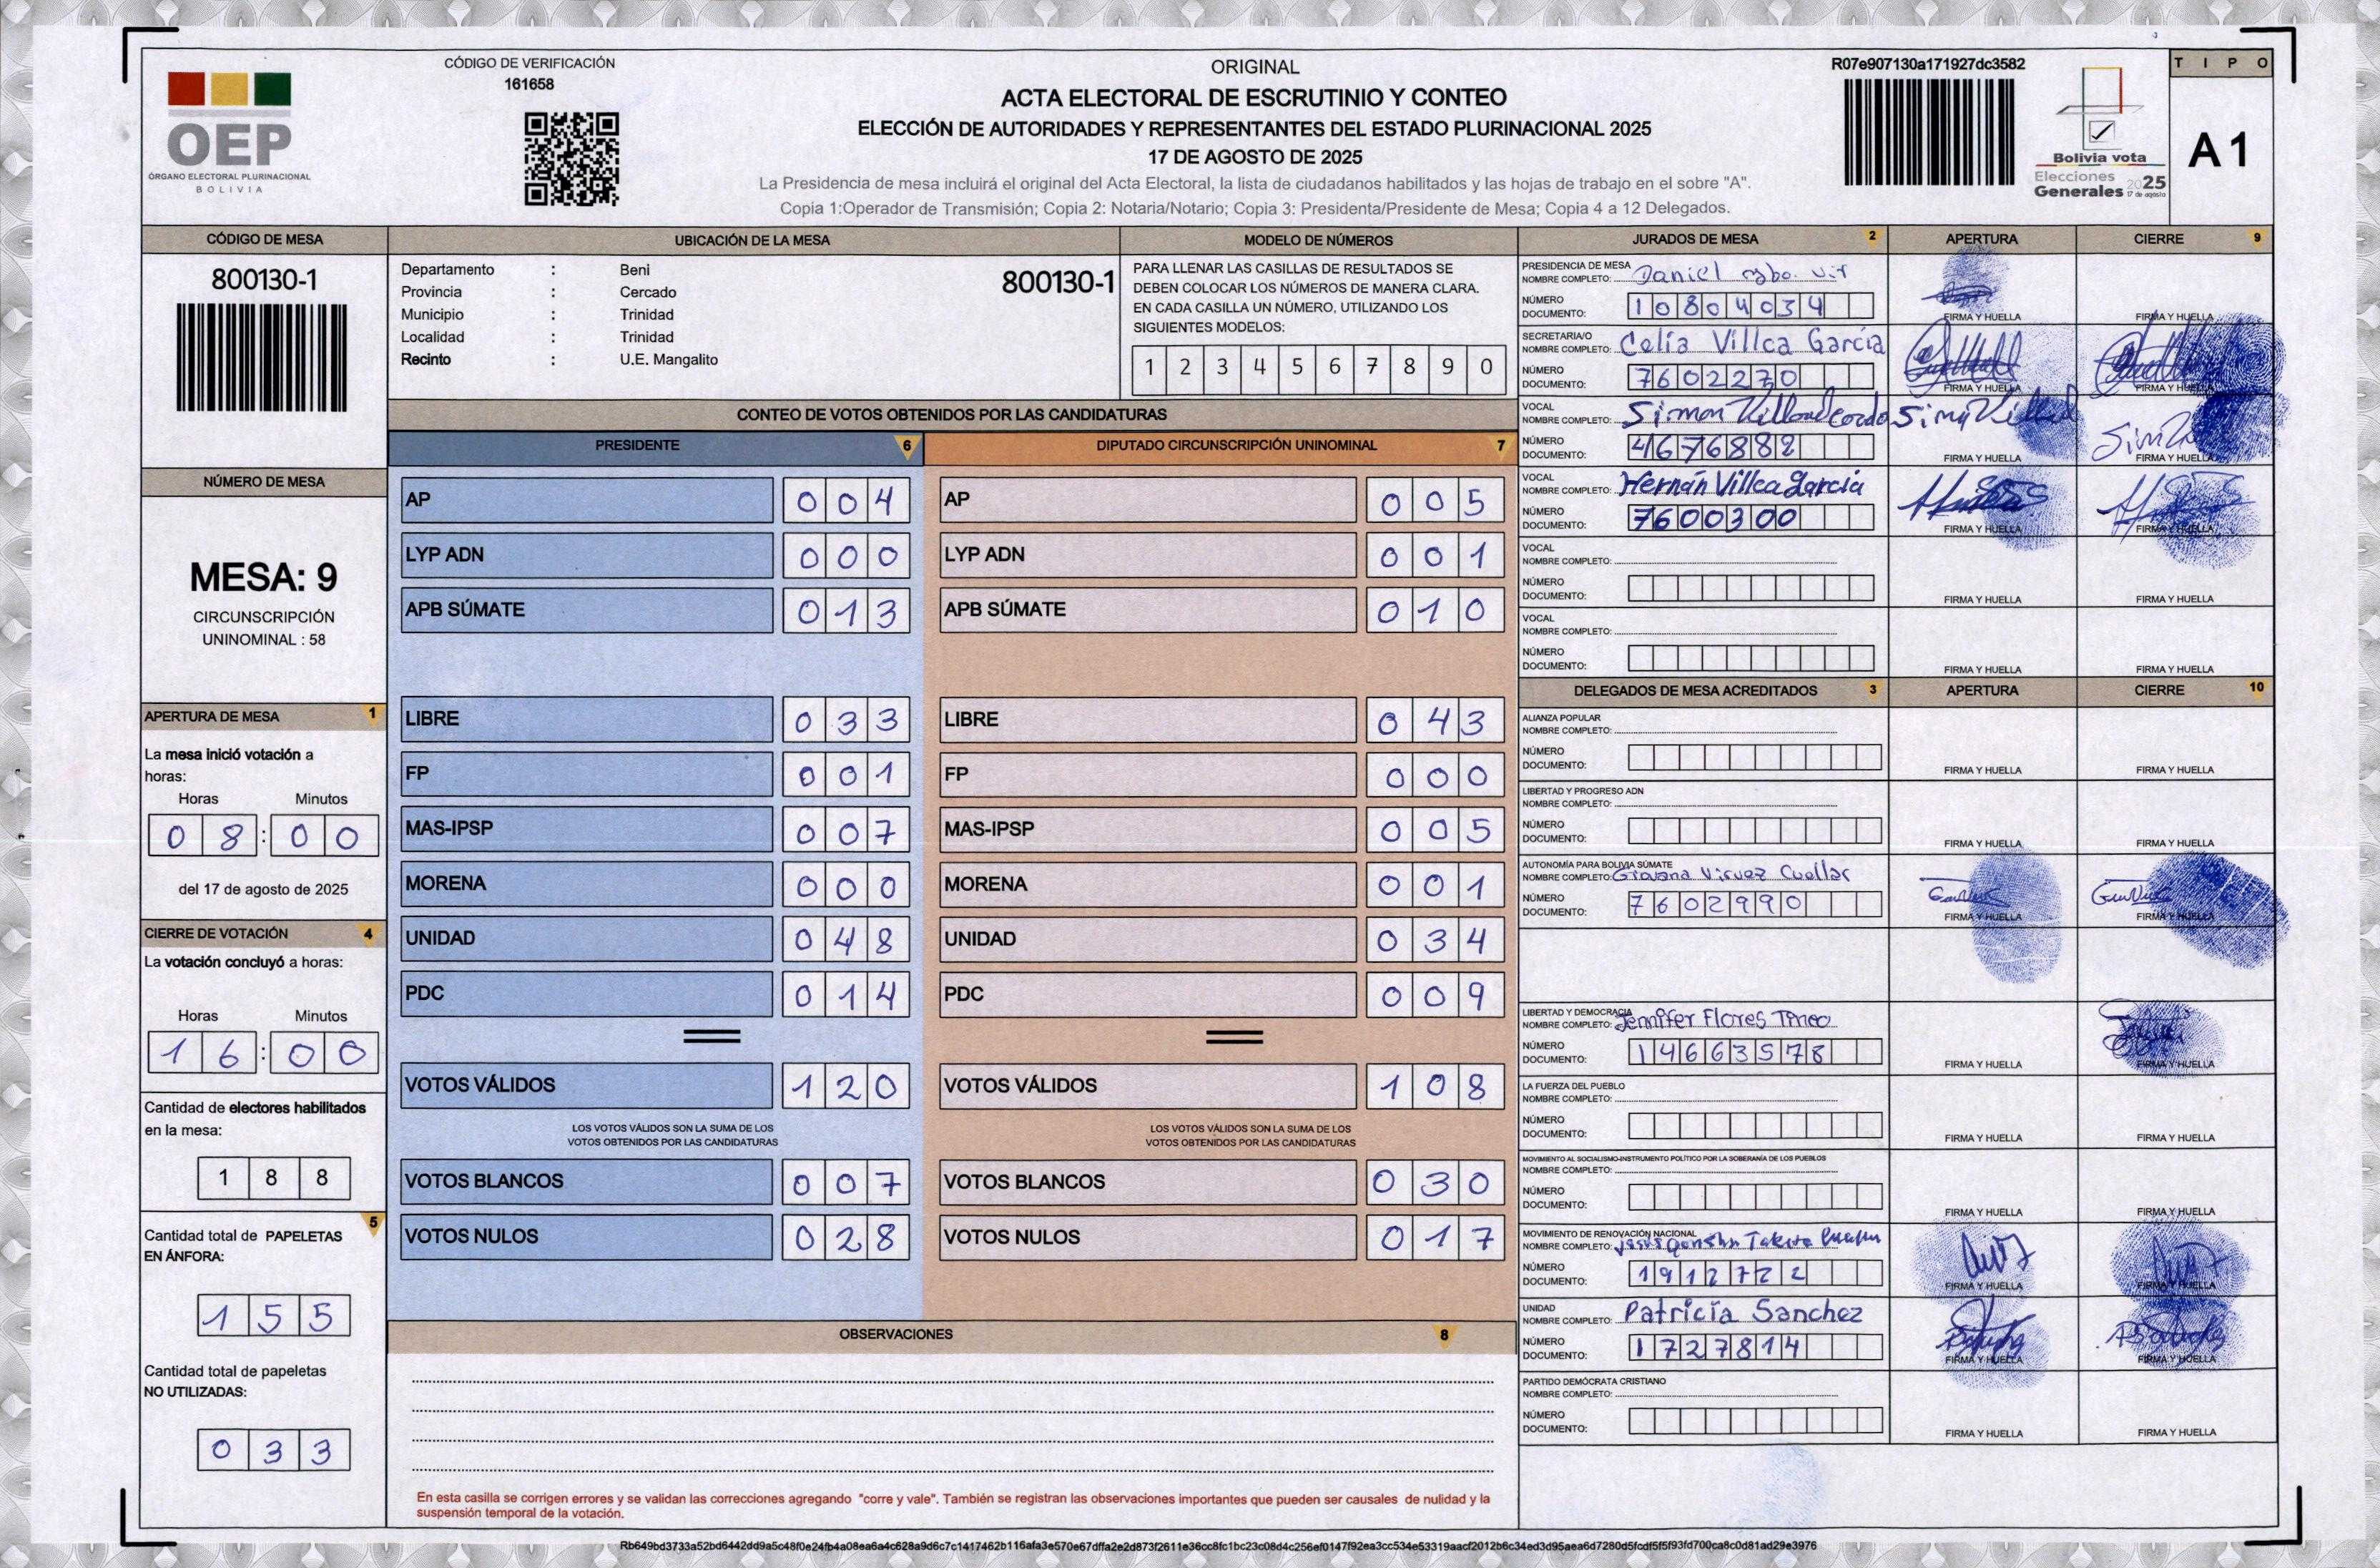 CÓDIGO DE VERIFICACIÓN
161658
OEP
ÓRGANO ELECTORAL PLURINACIONAL
BOLIVIA
ORIGINAL
ACTA ELECTORAL DE ESCRUTINIO Y CONTEO
ELECCIÓN DE AUTORIDADES Y REPRESENTANTES DEL ESTADO PLURINACIONAL 2025
17 DE AGOSTO DE 2025
La Presidencia de mesa incluirá el original del Acta Electoral, la lista de ciudadanos habilitados y las hojas de trabajo en el sobre "A".
Copia 1:Operador de Transmisión; Copia 2: Notaria/Notario; Copia 3: Presidenta/Presidente de Mesa; Copia 4 a 12 Delegados.
R07e907130a171927dc3582
Bolivia vota
Elecciones
Generales 2025
17 de agosto
TIPO
A 1
CÓDIGO DE MESA
800130-1
NÚMERO DE MESA
MESA: 9
CIRCUNSCRIPCIÓN
UNINOMINAL : 58
APERTURA DE MESA 1
La mesa inició votación a
horas:
Horas Minutos
08:00
del 17 de agosto de 2025
CIERRE DE VOTACIÓN 4
La votación concluyó a horas:
Horas Minutos
16:00
Cantidad de electores habilitados
en la mesa:
188
5
Cantidad total de PAPELETAS
EN ÁNFORA:
155
Cantidad total de papeletas
NO UTILIZADAS:
033
UBICACIÓN DE LA MESA
Departamento : Beni
800130-1
Provincia : Cercado
Municipio : Trinidad
Localidad : Trinidad
Recinto : U.E. Mangalito
MODELO DE NÚMEROS
PARA LLENAR LAS CASILLAS DE RESULTADOS SE
DEBEN COLOCAR LOS NÚMEROS DE MANERA CLARA.
EN CADA CASILLA UN NÚMERO, UTILIZANDO LOS
SIGUIENTES MODELOS:
1 2 3 4 5 6 7 8 9 0
CONTEO DE VOTOS OBTENIDOS POR LAS CANDIDATURAS
PRESIDENTE 6
AP 004
LYP ADN 000
APB SÚMATE 013
LIBRE 033
FP 001
MAS-IPSP 007
MORENA 000
UNIDAD 048
PDC 014
VOTOS VÁLIDOS 120
LOS VOTOS VÁLIDOS SON LA SUMA DE LOS
VOTOS OBTENIDOS POR LAS CANDIDATURAS
VOTOS BLANCOS 007
VOTOS NULOS 028
DIPUTADO CIRCUNSCRIPCIÓN UNINOMINAL 7
AP 005
LYP ADN 001
APB SÚMATE 010
LIBRE 043
FP 000
MAS-IPSP 005
MORENA 001
UNIDAD 034
PDC 009
VOTOS VÁLIDOS 108
LOS VOTOS VÁLIDOS SON LA SUMA DE LOS
VOTOS OBTENIDOS POR LAS CANDIDATURAS
VOTOS BLANCOS 030
VOTOS NULOS 017
OBSERVACIONES 8
En esta casilla se corrigen errores y se validan las correcciones agregando "corre y vale". También se registran las observaciones importantes que pueden ser causales de nulidad y la
suspensión temporal de la votación.
JURADOS DE MESA 2 APERTURA CIERRE 9
PRESIDENCIA DE MESA
NOMBRE COMPLETO: Daniel
NÚMERO
DOCUMENTO: 10804034
FIRMA Y HUELLA FIRMA Y HUELLA
SECRETARIA/O
NOMBRE COMPLETO: Celia Villca García
NÚMERO
DOCUMENTO: 7602270
FIRMA Y HUELLA FIRMA Y HUELLA
VOCAL
NOMBRE COMPLETO: Simon
NÚMERO
DOCUMENTO: 4676882
FIRMA Y HUELLA FIRMA Y HUELLA
VOCAL
NOMBRE COMPLETO: Hernán Villca García
NÚMERO
DOCUMENTO: 7600300
FIRMA Y HUELLA FIRMA Y HUELLA
VOCAL
NOMBRE COMPLETO:
NÚMERO
DOCUMENTO:
FIRMA Y HUELLA FIRMA Y HUELLA
VOCAL
NOMBRE COMPLETO:
NÚMERO
DOCUMENTO:
FIRMA Y HUELLA FIRMA Y HUELLA
DELEGADOS DE MESA ACREDITADOS 3 APERTURA CIERRE 10
ALIANZA POPULAR
NOMBRE COMPLETO:
NÚMERO
DOCUMENTO:
FIRMA Y HUELLA FIRMA Y HUELLA
LIBERTAD Y PROGRESO ADN
NOMBRE COMPLETO:
NÚMERO
DOCUMENTO:
FIRMA Y HUELLA FIRMA Y HUELLA
AUTONOMÍA PARA BOLIVIA SÚMATE
NOMBRE COMPLETO: Giovana Viruez Cuellar
NÚMERO
DOCUMENTO: 7602990
FIRMA Y HUELLA FIRMA Y HUELLA
LIBERTAD Y DEMOCRACIA
NOMBRE COMPLETO: Jennifer Flores
NÚMERO
DOCUMENTO: 14663578
FIRMA Y HUELLA FIRMA Y HUELLA
LA FUERZA DEL PUEBLO
NOMBRE COMPLETO:
NÚMERO
DOCUMENTO:
FIRMA Y HUELLA FIRMA Y HUELLA
MOVIMIENTO AL SOCIALISMO-INSTRUMENTO POLÍTICO POR LA SOBERANÍA DE LOS PUEBLOS
NOMBRE COMPLETO:
NÚMERO
DOCUMENTO:
FIRMA Y HUELLA FIRMA Y HUELLA
MOVIMIENTO DE RENOVACIÓN NACIONAL
NOMBRE COMPLETO:
NÚMERO
DOCUMENTO: 1912722
FIRMA Y HUELLA FIRMA Y HUELLA
UNIDAD
NOMBRE COMPLETO: Patricia Sanchez
NÚMERO
DOCUMENTO: 1727814
FIRMA Y HUELLA FIRMA Y HUELLA
PARTIDO DEMÓCRATA CRISTIANO
NOMBRE COMPLETO:
NÚMERO
DOCUMENTO:
FIRMA Y HUELLA FIRMA Y HUELLA